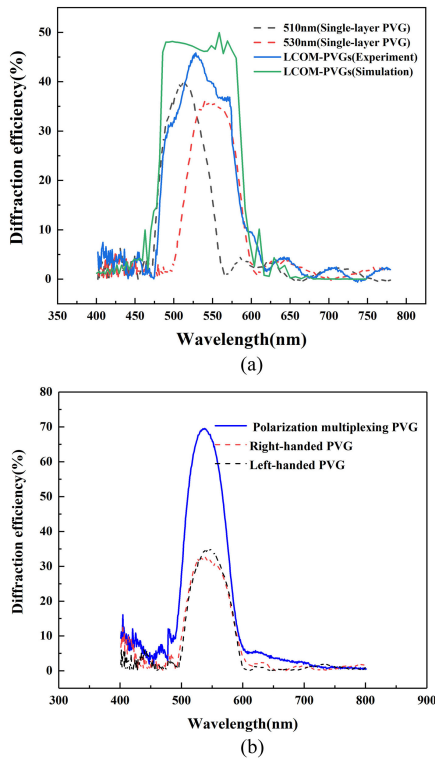 510nm(Single-layer PVG)
530nm(Single-layer PVG)
LCOM-PVGs(Experiment)
LCOM-PVGs(Simulation)
Diffraction efficiency(%)
50
40
30
20
10
0
400 450 500 550 600 650 700 750 800
Wavelength(nm)
(a)
Polarization multiplexing PVG
Right-handed PVG
Left-handed PVG
Diffraction efficiency(%)
80
70
60
50
40
30
20
10
0
300 400 500 600 700 800 900
Wavelength(nm)
(b)